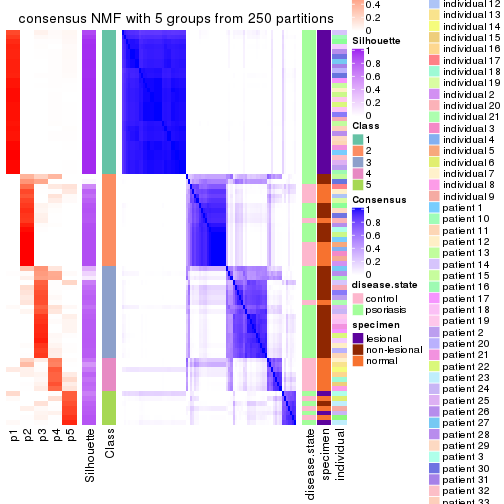 consensus NMF with 5 groups from 250 partitions
p1
p2
p3
p4
p5
Silhouette
Class
disease.state
specimen
individual
0.4
0.2
0
Silhouette
1
0.8
0.6
0.4
0.2
0
Class
1
2
3
4
5
Consensus
1
0.8
0.6
0.4
0.2
0
disease.state
control
psoriasis
specimen
lesional
non-lesional
normal
individual 12
individual 13
individual 14
individual 15
individual 16
individual 17
individual 18
individual 19
individual 2
individual 20
individual 21
individual 3
individual 4
individual 5
individual 6
individual 7
individual 8
individual 9
patient 1
patient 10
patient 11
patient 12
patient 13
patient 14
patient 15
patient 16
patient 17
patient 18
patient 19
patient 2
patient 20
patient 21
patient 22
patient 23
patient 24
patient 25
patient 26
patient 27
patient 28
patient 29
patient 3
patient 30
patient 31
patient 32
patient 33